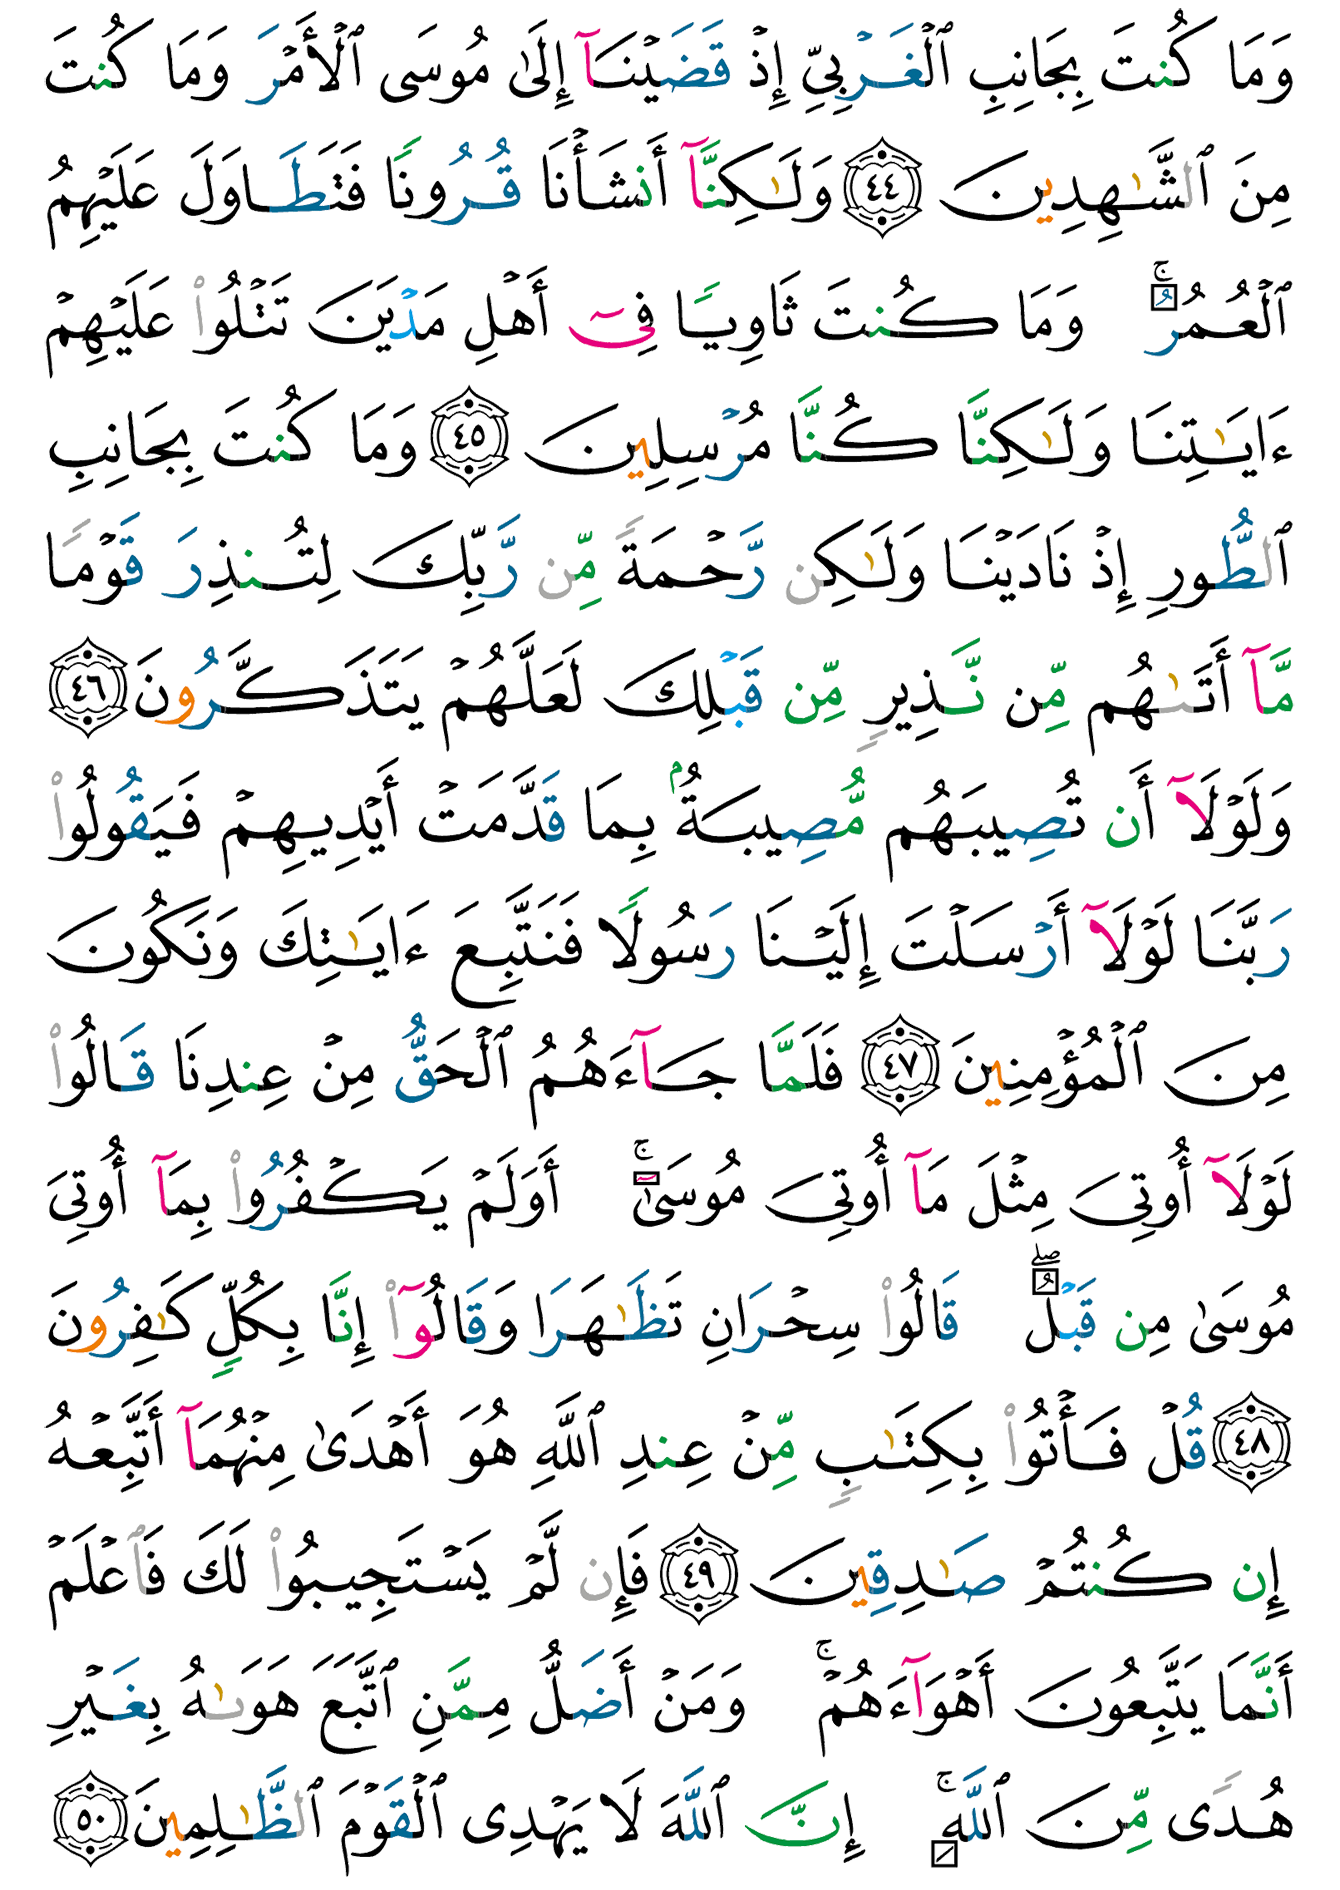 وَمَا كُنتَ بِجَانِبِ ٱلْغَرْبِىِّ إِذْ قَضَيْنَآ إِلَىٰ مُوسَى ٱلْأَمْرَ وَمَا كُنتَ
مِنَ ٱلشَّـٰهِدِينَ ٤٤ وَلَـٰكِنَّآ أَنشَأْنَا قُرُونًا فَتَطَاوَلَ عَلَيْهِمُ
ٱلْعُمُرُ ۚ وَمَا كُنتَ ثَاوِيًا فِىٓ أَهْلِ مَدْيَنَ تَتْلُوا۟ عَلَيْهِمْ
ءَايَـٰتِنَا وَلَـٰكِنَّا كُنَّا مُرْسِلِينَ ٤٥ وَمَا كُنتَ بِجَانِبِ
ٱلطُّورِ إِذْ نَادَيْنَا وَلَـٰكِن رَّحْمَةً مِّن رَّبِّكَ لِتُنذِرَ قَوْمًا
مَّآ أَتَىٰهُم مِّن نَّذِيرٍ مِّن قَبْلِكَ لَعَلَّهُمْ يَتَذَكَّرُونَ ٤٦
وَلَوْلَآ أَن تُصِيبَهُم مُّصِيبَةٌۢ بِمَا قَدَّمَتْ أَيْدِيهِمْ فَيَقُولُوا۟
رَبَّنَا لَوْلَآ أَرْسَلْتَ إِلَيْنَا رَسُولًا فَنَتَّبِعَ ءَايَـٰتِكَ وَنَكُونَ
مِنَ ٱلْمُؤْمِنِينَ ٤٧ فَلَمَّا جَآءَهُمُ ٱلْحَقُّ مِنْ عِندِنَا قَالُوا۟
لَوْلَآ أُوتِىَ مِثْلَ مَآ أُوتِىَ مُوسَىٰٓ ۚ أَوَلَمْ يَكْفُرُوا۟ بِمَآ أُوتِىَ
مُوسَىٰ مِن قَبْلُ ۖ قَالُوا۟ سِحْرَانِ تَظَـٰهَرَا وَقَالُوٓا۟ إِنَّا بِكُلٍّ كَـٰفِرُونَ
٤٨ قُلْ فَأْتُوا۟ بِكِتَـٰبٍ مِّنْ عِندِ ٱللَّهِ هُوَ أَهْدَىٰ مِنْهُمَآ أَتَّبِعْهُ
إِن كُنتُمْ صَـٰدِقِينَ ٤٩ فَإِن لَّمْ يَسْتَجِيبُوا۟ لَكَ فَٱعْلَمْ
أَنَّمَا يَتَّبِعُونَ أَهْوَآءَهُمْ ۚ وَمَنْ أَضَلُّ مِمَّنِ ٱتَّبَعَ هَوَىٰهُ بِغَيْرِ
هُدًى مِّنَ ٱللَّهِ ۚ إِنَّ ٱللَّهَ لَا يَهْدِى ٱلْقَوْمَ ٱلظَّـٰلِمِينَ ٥٠